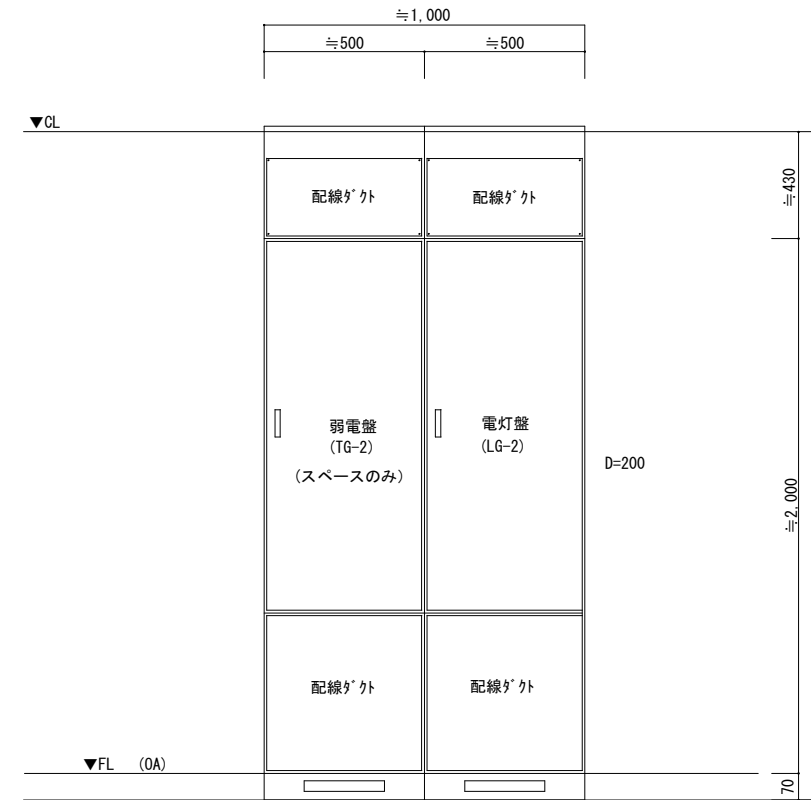 ≒1,000
≒500 ≒500
▼CL
≒430
配線ダクト 配線ダクト
弱電盤
(TG-2)
(スペースのみ)
電灯盤
(LG-2)
D=200
≒2,000
配線ダクト 配線ダクト
▼FL (OA)
70